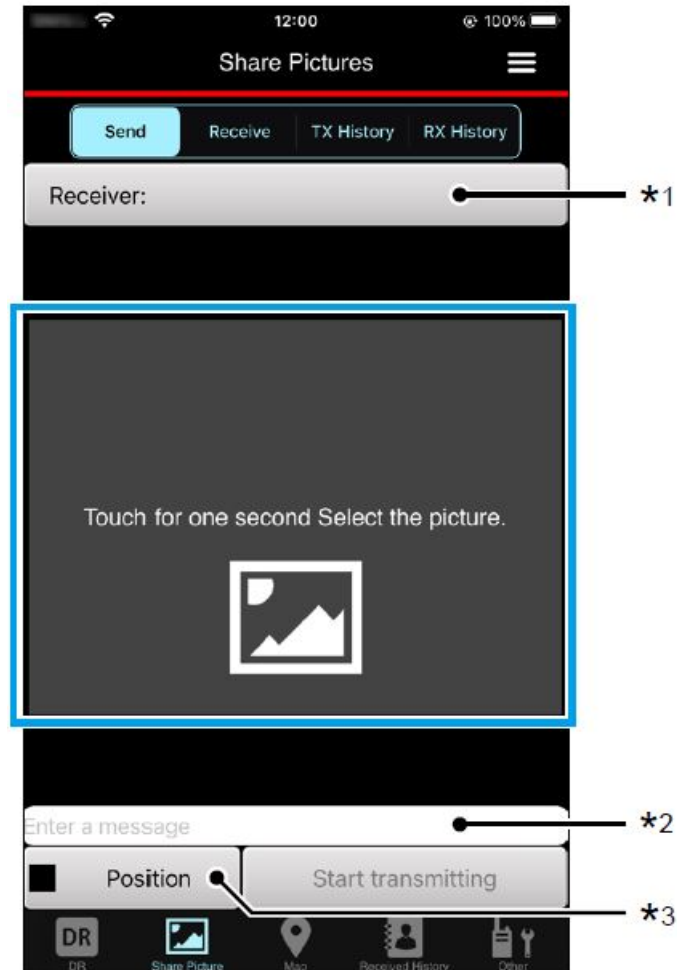 12:00 100%
Share Pictures
Send Receive TX History RX History
Receiver:
*1
Touch for one second Select the picture.
Enter a message
*2
Position Start transmitting
*3
DR
DR Share Picture Map Received History Other